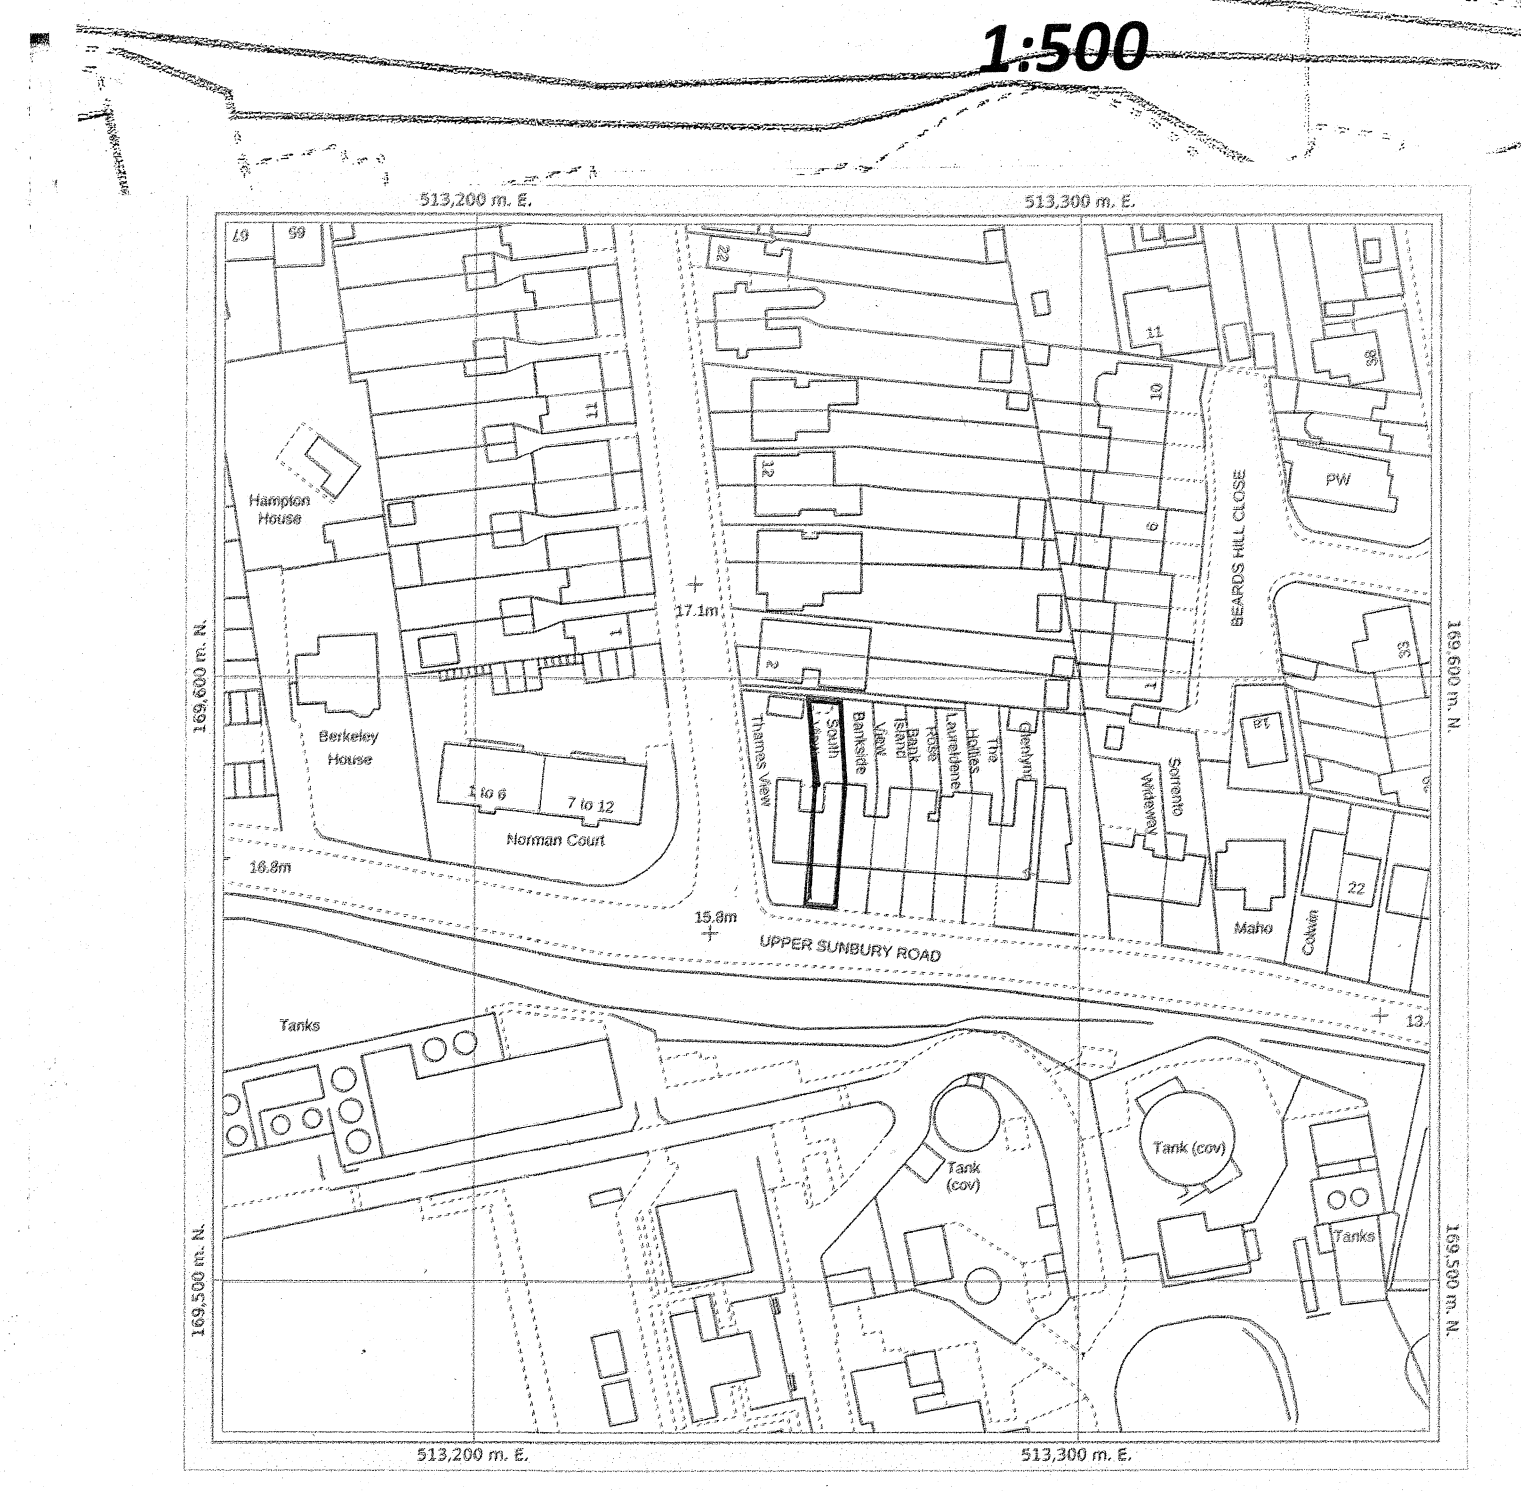 1:500
513,200 m. E.
513,300 m. E.
67
65
22
11
38
10
11
PW
12
Hampton
House
9
BEARDS HILL CLOSE
17.1m
1
33
2
169,600 m. N.
169,600 m. N.
1
Berkeley
House
Thames View
South
View
Bankside
View
Island
Bank
Rose
Laureldene
Hollies
The
Glenlyn
1a
Sorrento
Wideway
1 to 6
7 to 12
Norman Court
16.8m
22
15.9m
Maho
Colwin
UPPER SUNBURY ROAD
Tanks
13.
Tank
(cov)
Tank (cov)
Tanks
169,500 m. N.
169,500 m. N.
513,200 m. E.
513,300 m. E.